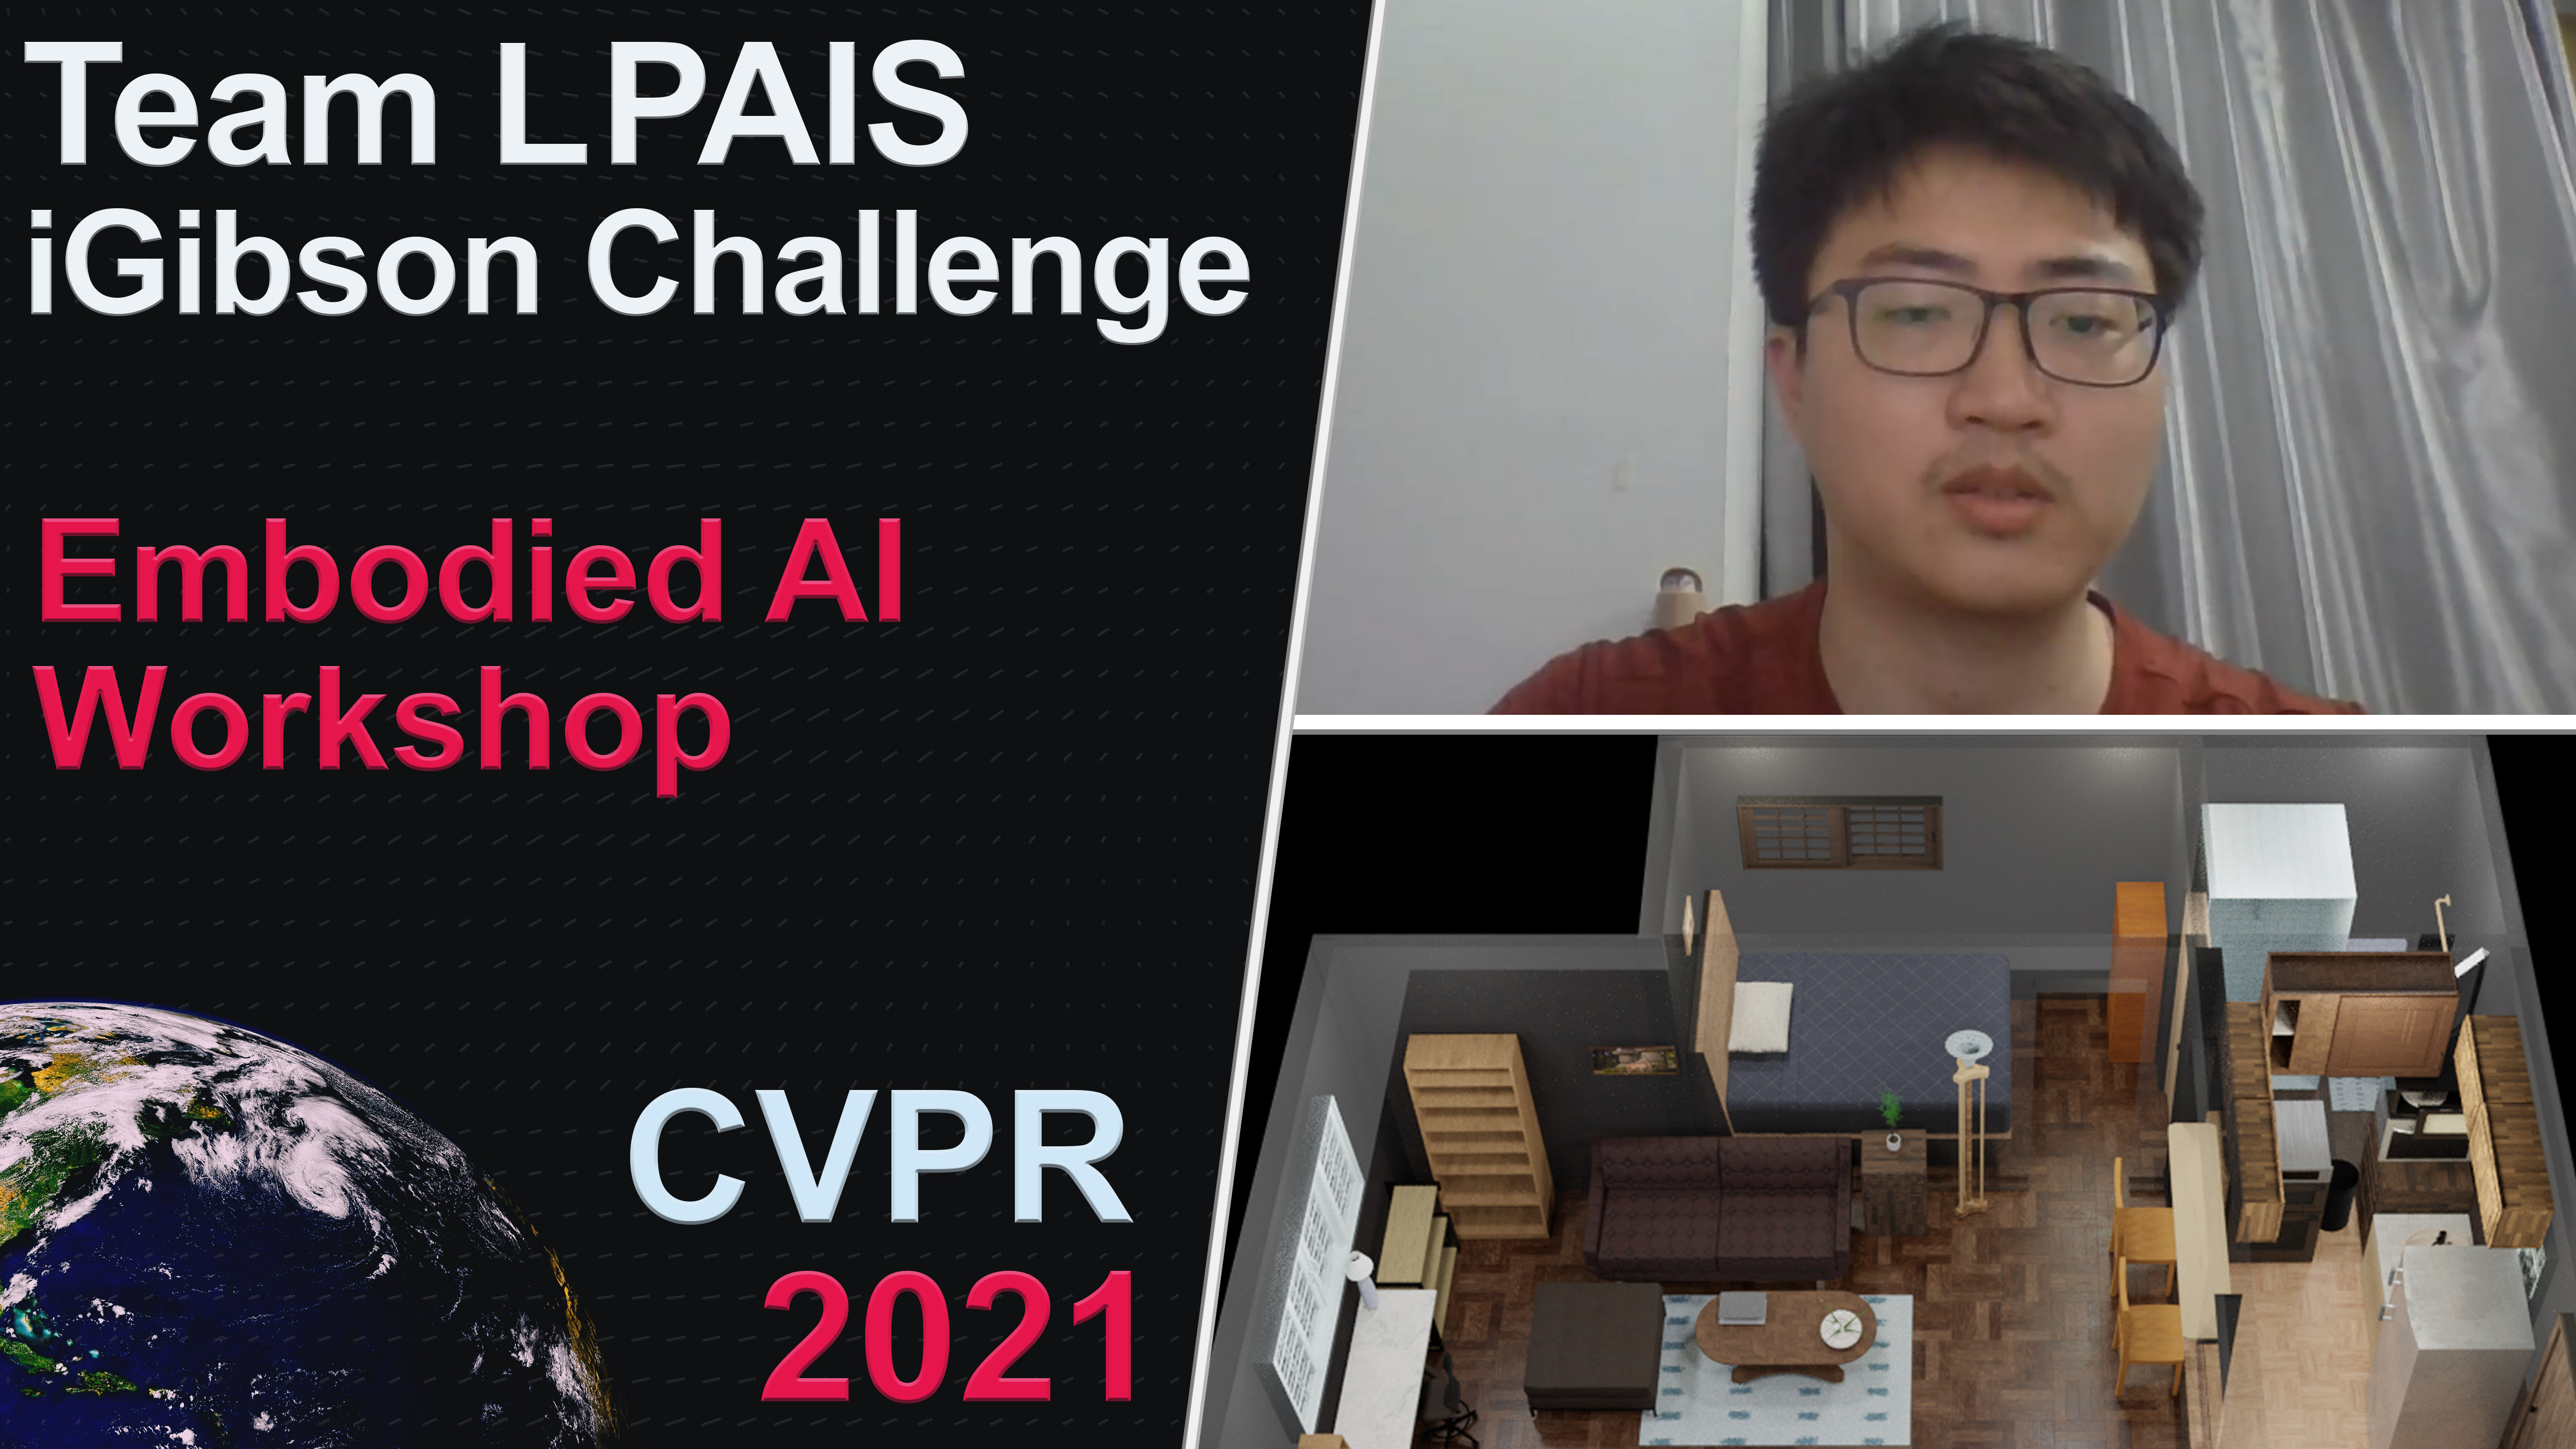 Team LPAIS
iGibson Challenge
Embodied AI
Workshop
CVPR
2021